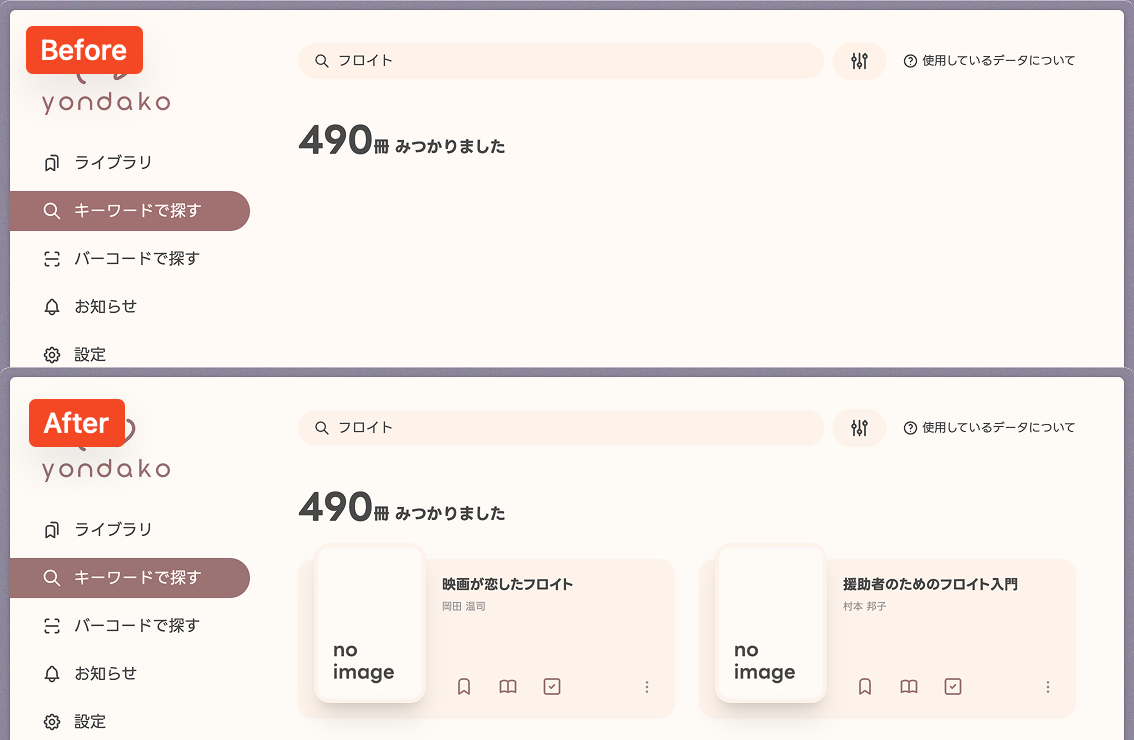 Before
yondako
フロイト
使用しているデータについて
490冊 みつかりました
ライブラリ
キーワードで探す
バーコードで探す
お知らせ
設定
After
yondako
フロイト
使用しているデータについて
490冊 みつかりました
ライブラリ
キーワードで探す
バーコードで探す
お知らせ
設定
no
image
映画が恋したフロイト
岡田 温司
no
image
援助者のためのフロイト入門
村本 邦子